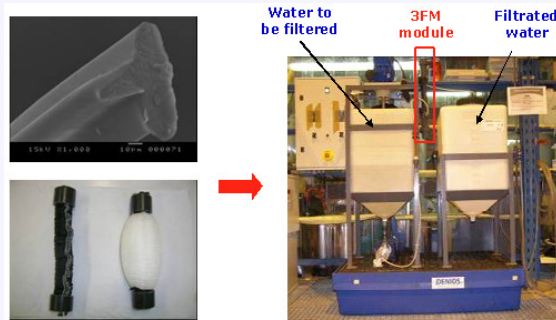 Water to
be filtered
3FM
module
Filtrated
water
15kV X1.000 10µm 000071
DENIOS